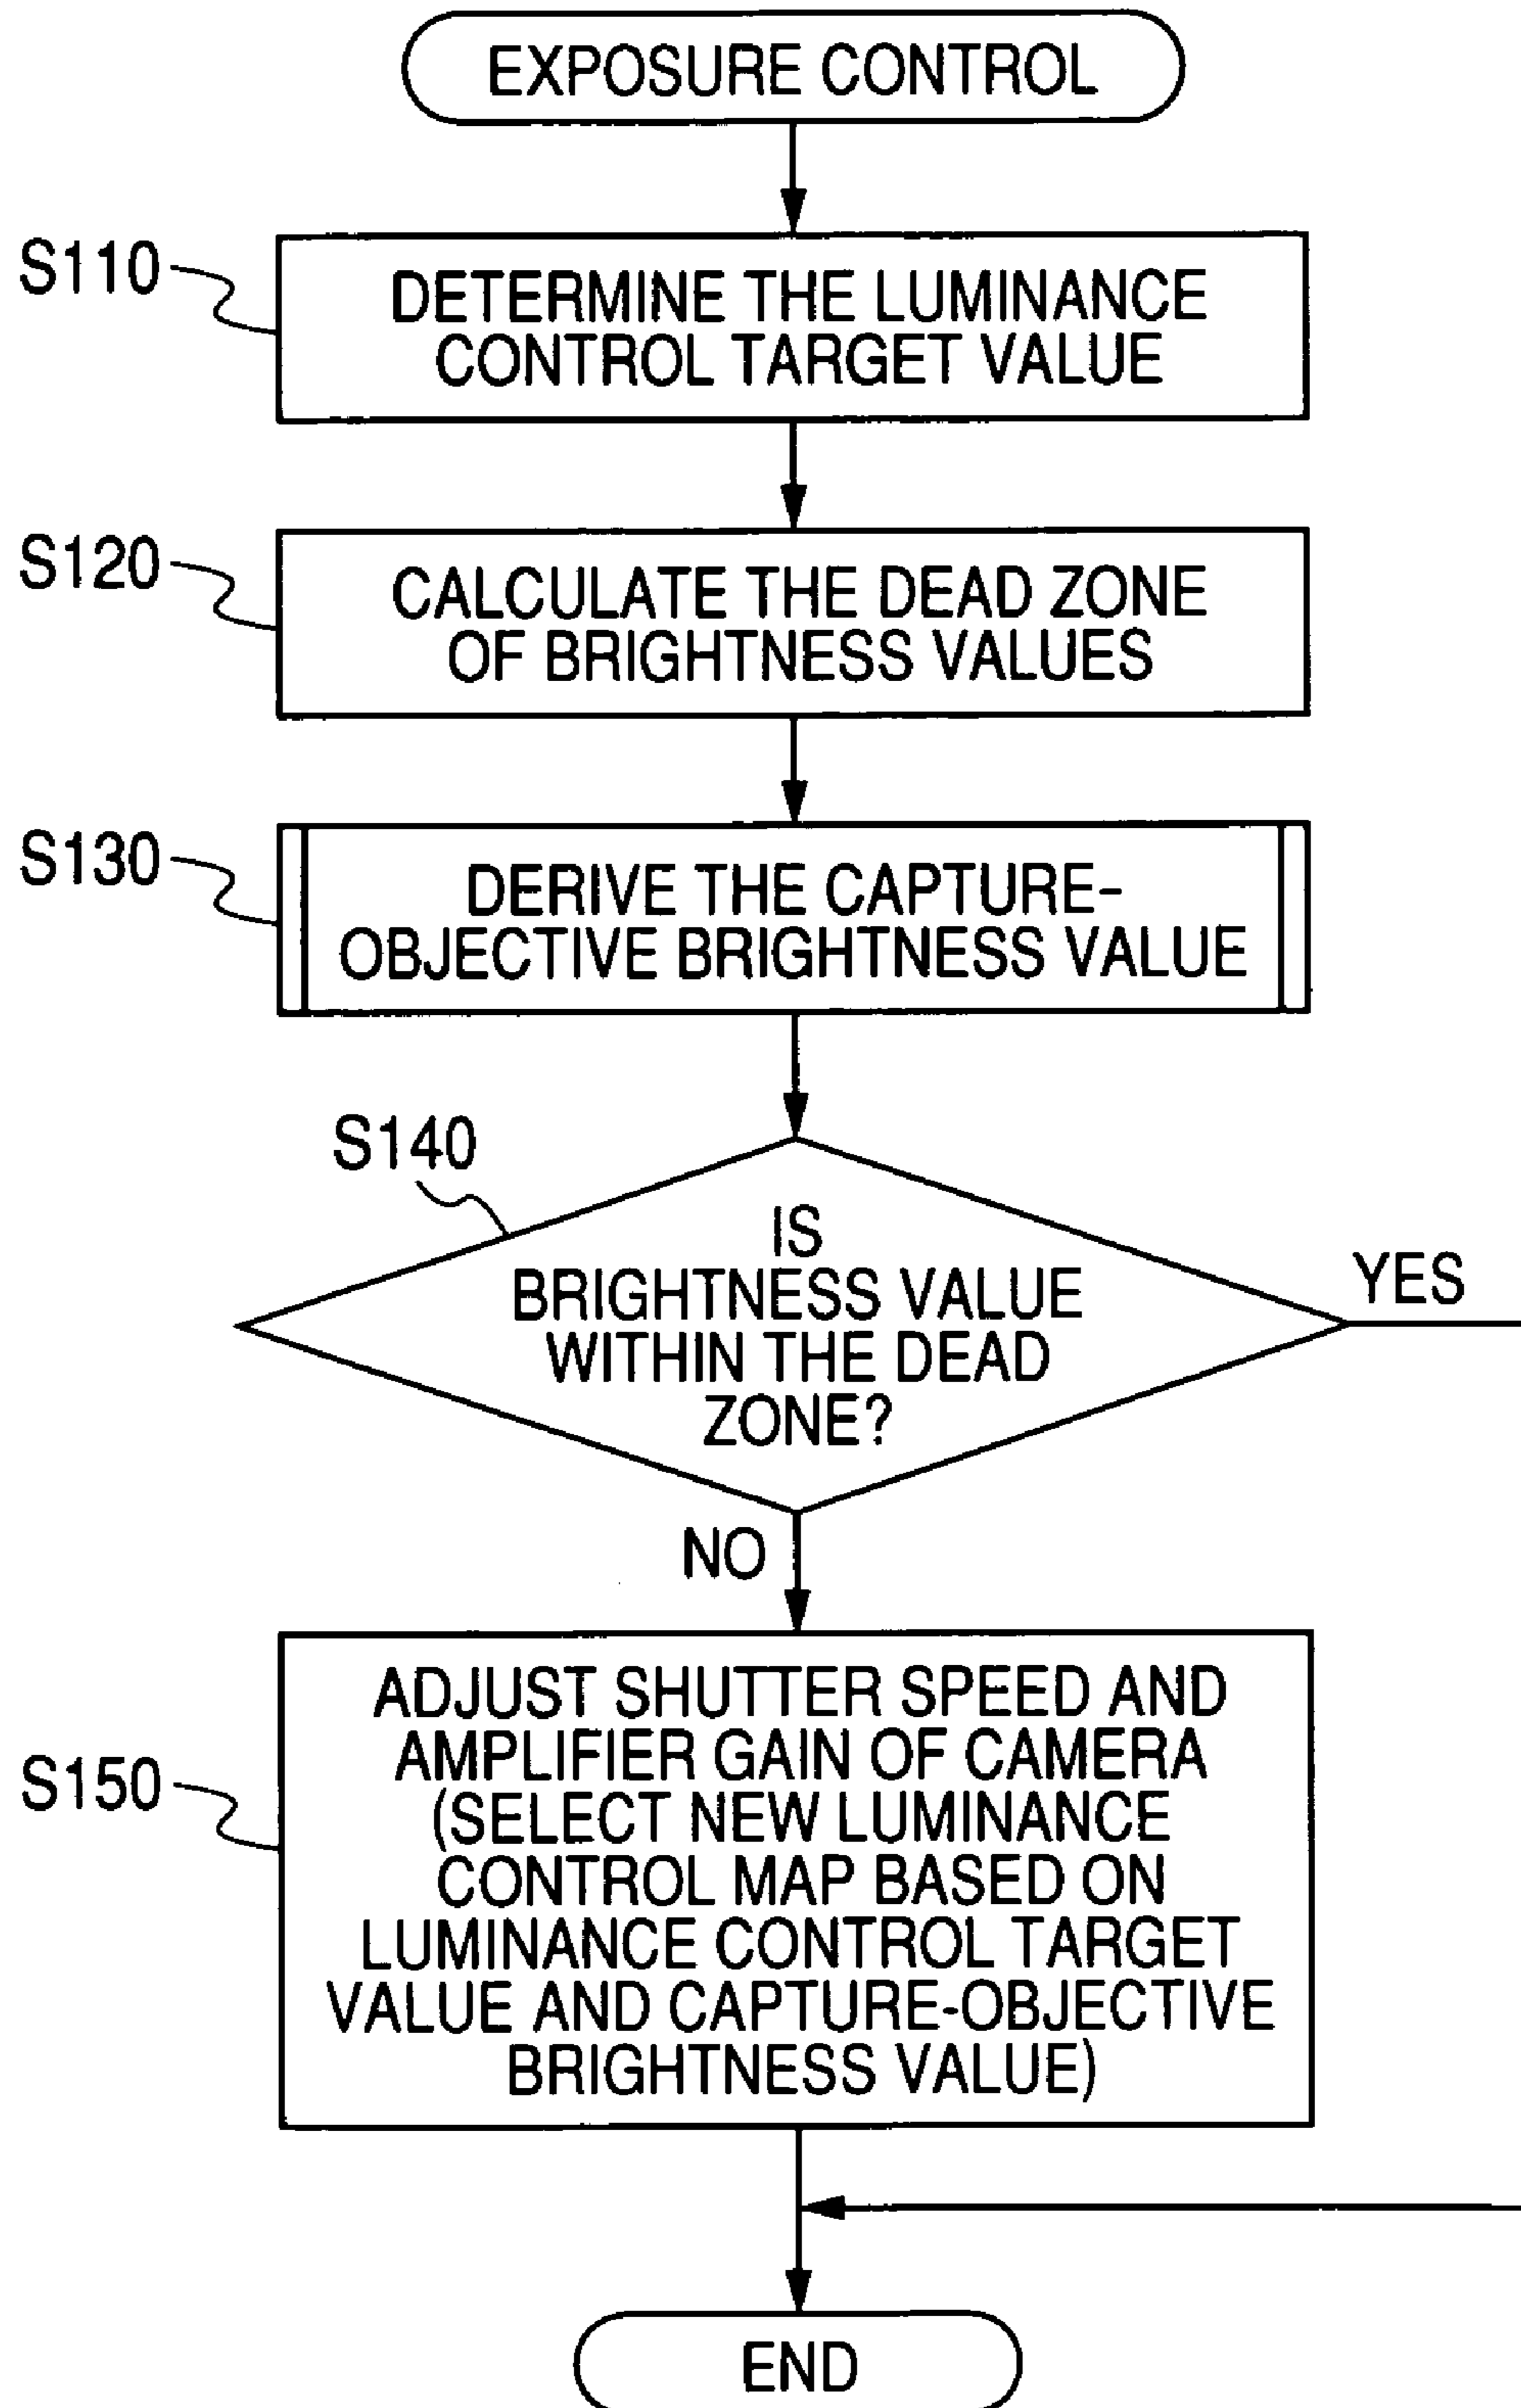 EXPOSURE CONTROL
S110
DETERMINE THE LUMINANCE
CONTROL TARGET VALUE
S120
CALCULATE THE DEAD ZONE
OF BRIGHTNESS VALUES
S130
DERIVE THE CAPTURE-
OBJECTIVE BRIGHTNESS VALUE
S140
IS
BRIGHTNESS VALUE
WITHIN THE DEAD
ZONE?
YES
NO
S150
ADJUST SHUTTER SPEED AND
AMPLIFIER GAIN OF CAMERA
(SELECT NEW LUMINANCE
CONTROL MAP BASED ON
LUMINANCE CONTROL TARGET
VALUE AND CAPTURE-OBJECTIVE
BRIGHTNESS VALUE)
END